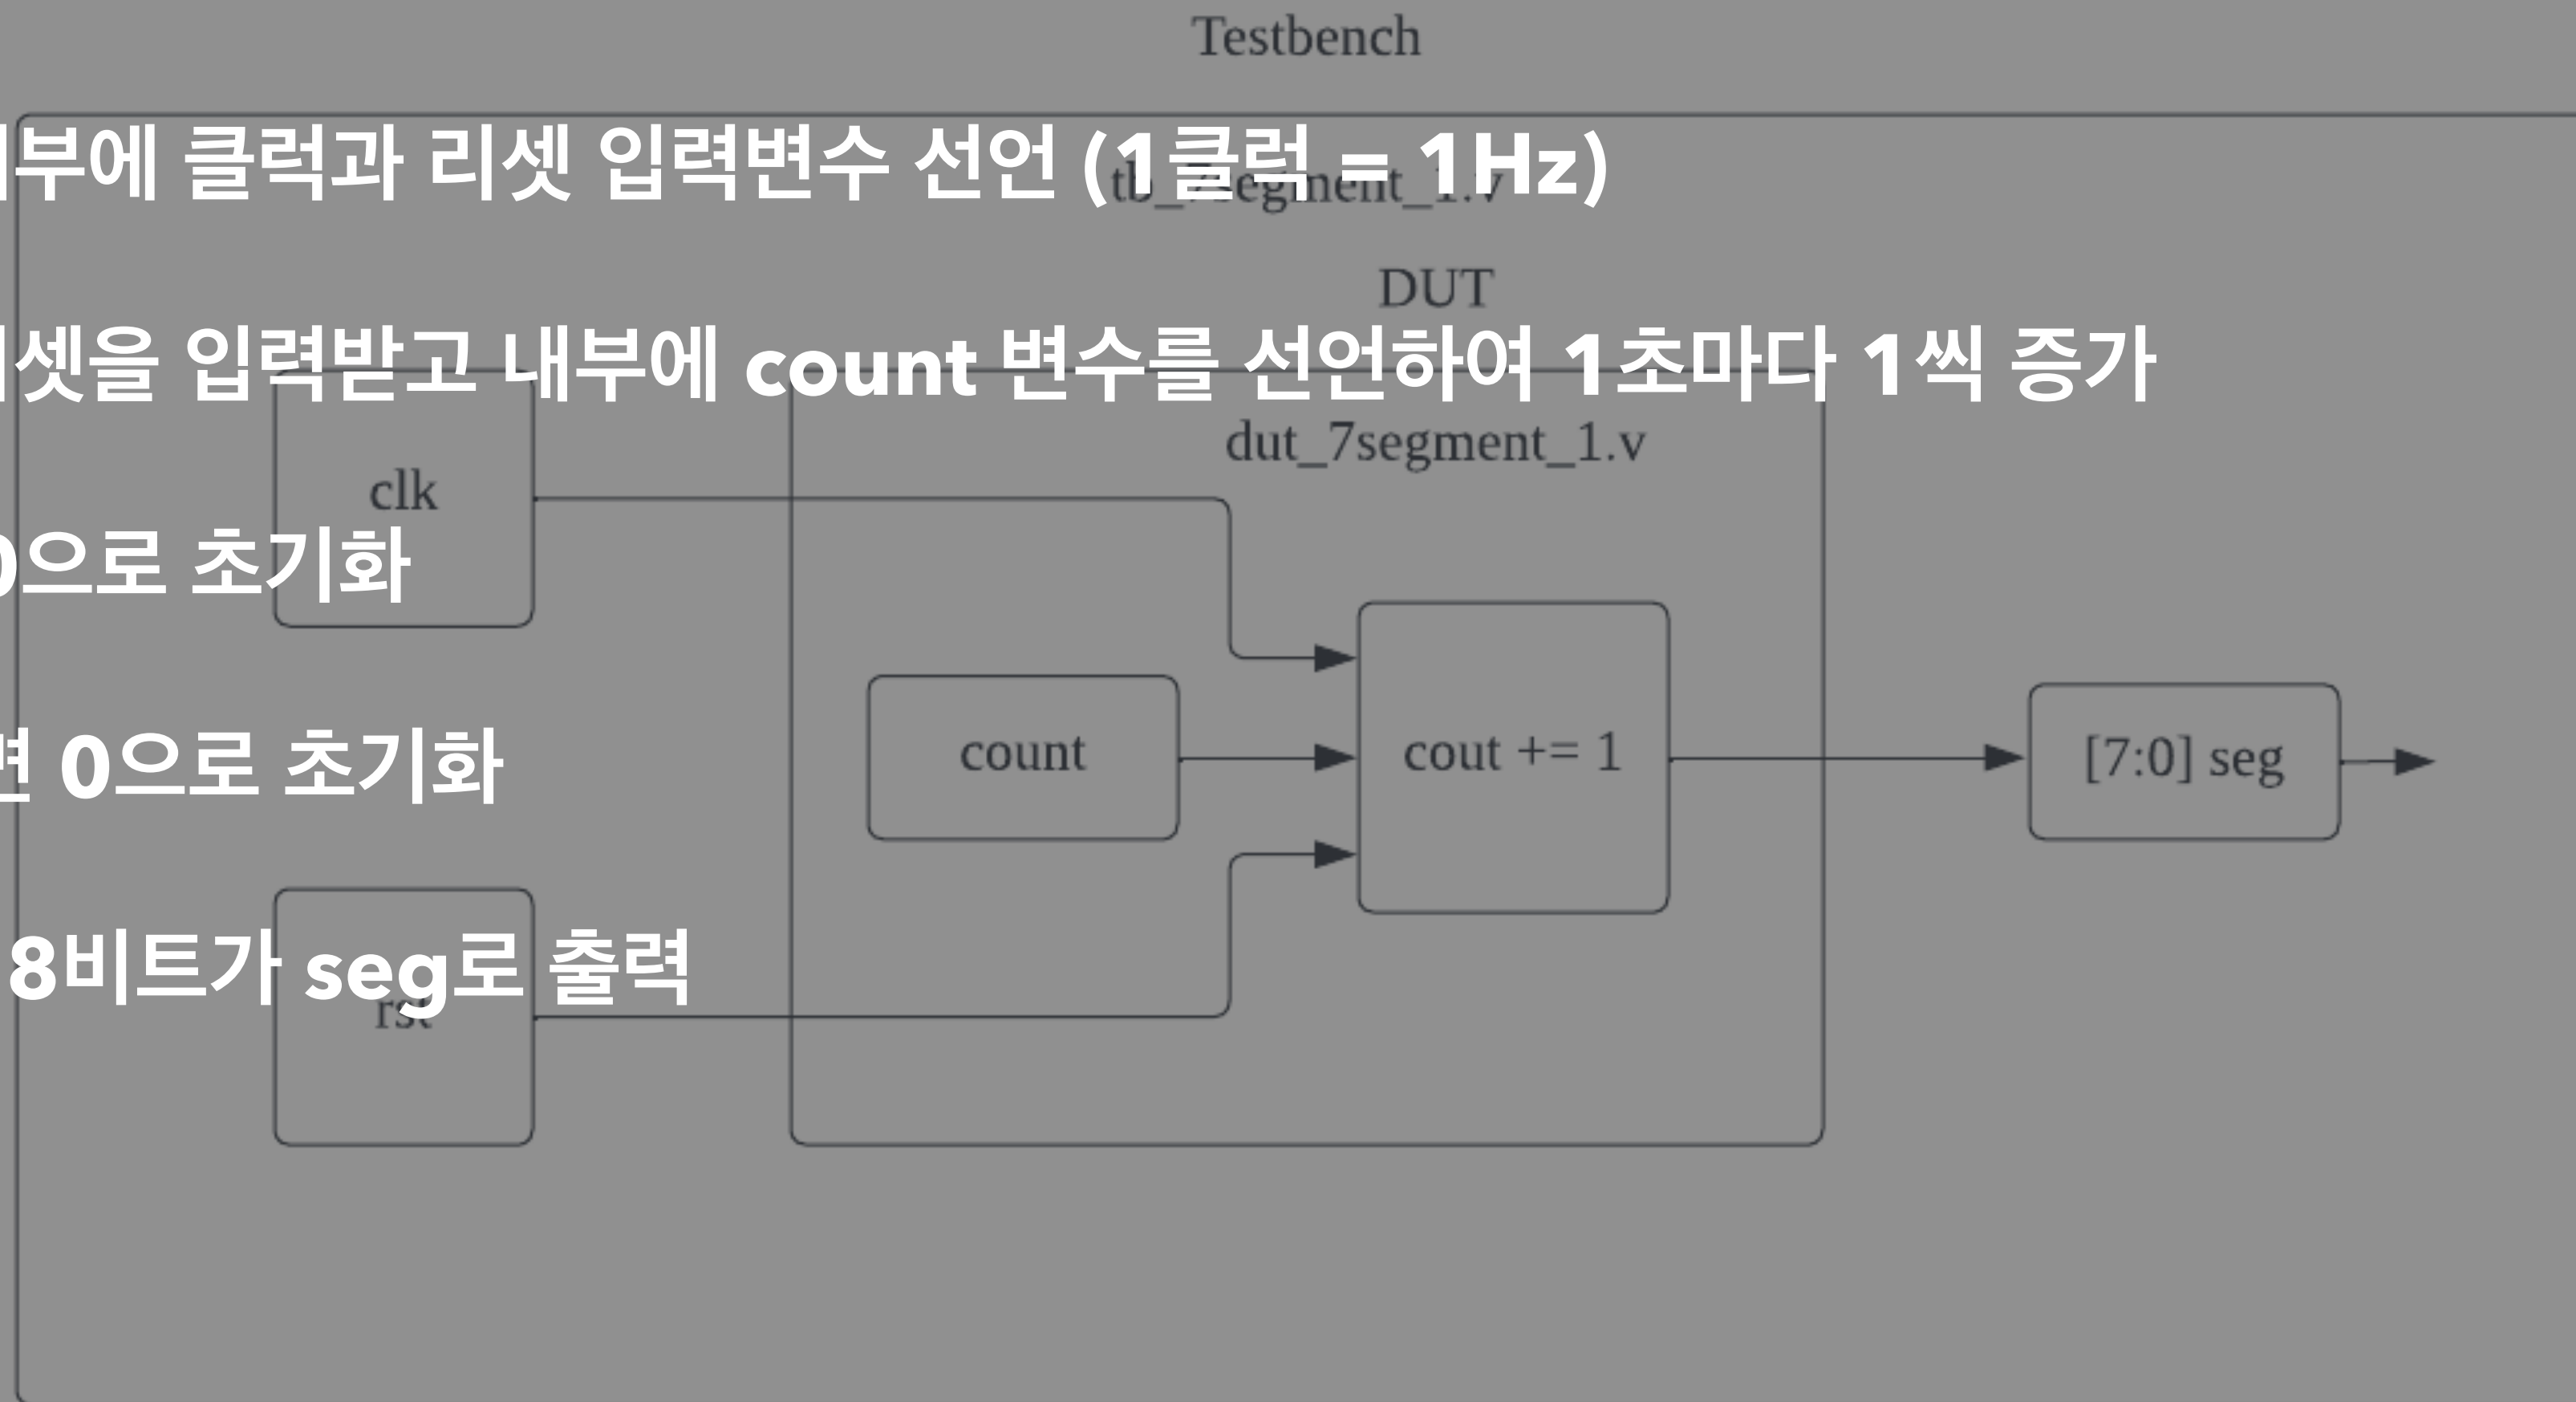 Testbench
부에 클럭과 리셋 입력변수 선언 (1클럭 = 1Hz)
tb_7segment_1.v
DUT
셋을 입력받고 내부에 count 변수를 선언하여 1초마다 1씩 증가
dut_7segment_1.v
clk
0으로 초기화
count
cout += 1
[7:0] seg
0으로 초기화
8비트가 seg로 출력
rst